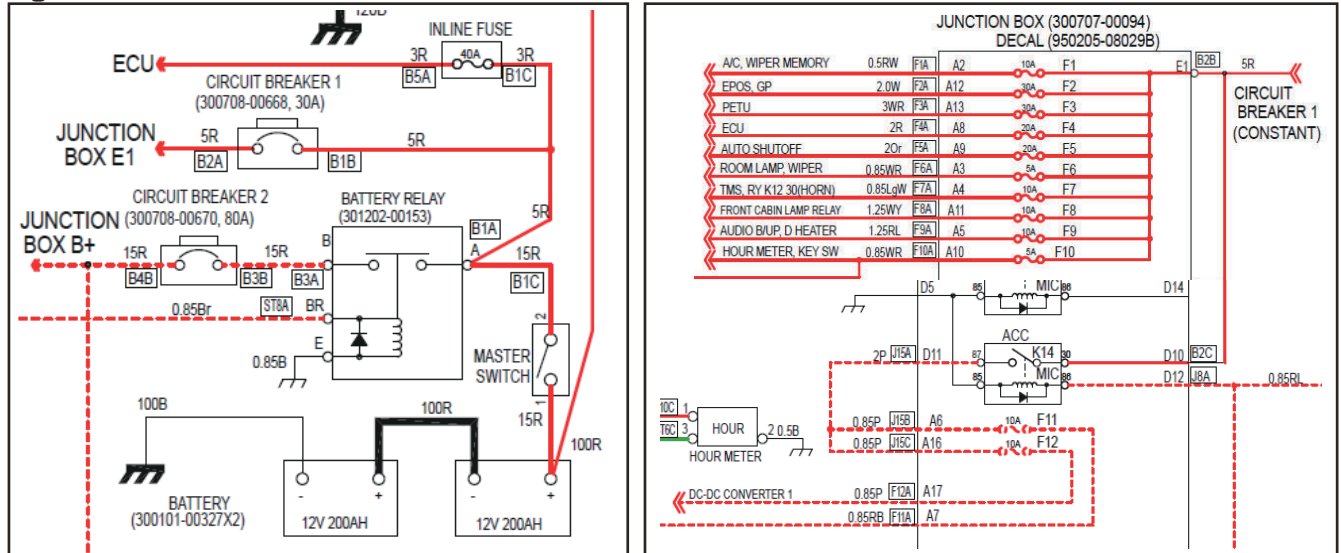 INLINE FUSE
ECU
3R
40A
3R
B5A
B1C
CIRCUIT BREAKER 1
(300708-00668, 30A)
JUNCTION
BOX E1
5R
5R
B2A
B1B
CIRCUIT BREAKER 2
(300708-00670, 80A)
BATTERY RELAY
(301202-00153)
JUNCTION
BOX B+
5R
B1A
15R
15R
B
A
15R
B4B
B3B
B3A
B1C
0.85Br
ST8A
BR
2
E
0.85B
MASTER
SWITCH
1
15R
100B
100R
100R
BATTERY
(300101-00327X2)
-
+
-
+
12V 200AH
12V 200AH
JUNCTION BOX (300707-00094)
DECAL (950205-08029B)
A/C, WIPER MEMORY 0.5RW F1A A2 10A F1 E1 B2B 5R
EPOS, GP 2.0W F2A A12 30A F2
PETU 3WR F3A A13 30A F3
ECU 2R F4A A8 20A F4
AUTO SHUTOFF 2Or F5A A9 20A F5
ROOM LAMP, WIPER 0.85WR F6A A3 5A F6
TMS, RY K12 30(HORN) 0.85LgW F7A A4 10A F7
FRONT CABIN LAMP RELAY 1.25WY F8A A11 10A F8
AUDIO B/UP, D HEATER 1.25RL F9A A5 10A F9
HOUR METER, KEY SW 0.85WR F10A A10 5A F10
CIRCUIT
BREAKER 1
(CONSTANT)
D5 85 MIC 86 D14
ACC
2P J15A D11 87 K14 30 D10 B2C
85 MIC 86 D12 J8A 0.85RL
10C 1
T6C 3
HOUR
2 0.5B
HOUR METER
0.85P J15B A6 10A F11
0.85P J15C A16 10A F12
DC-DC CONVERTER 1 0.85P F12A A17
0.85RB F11A A7